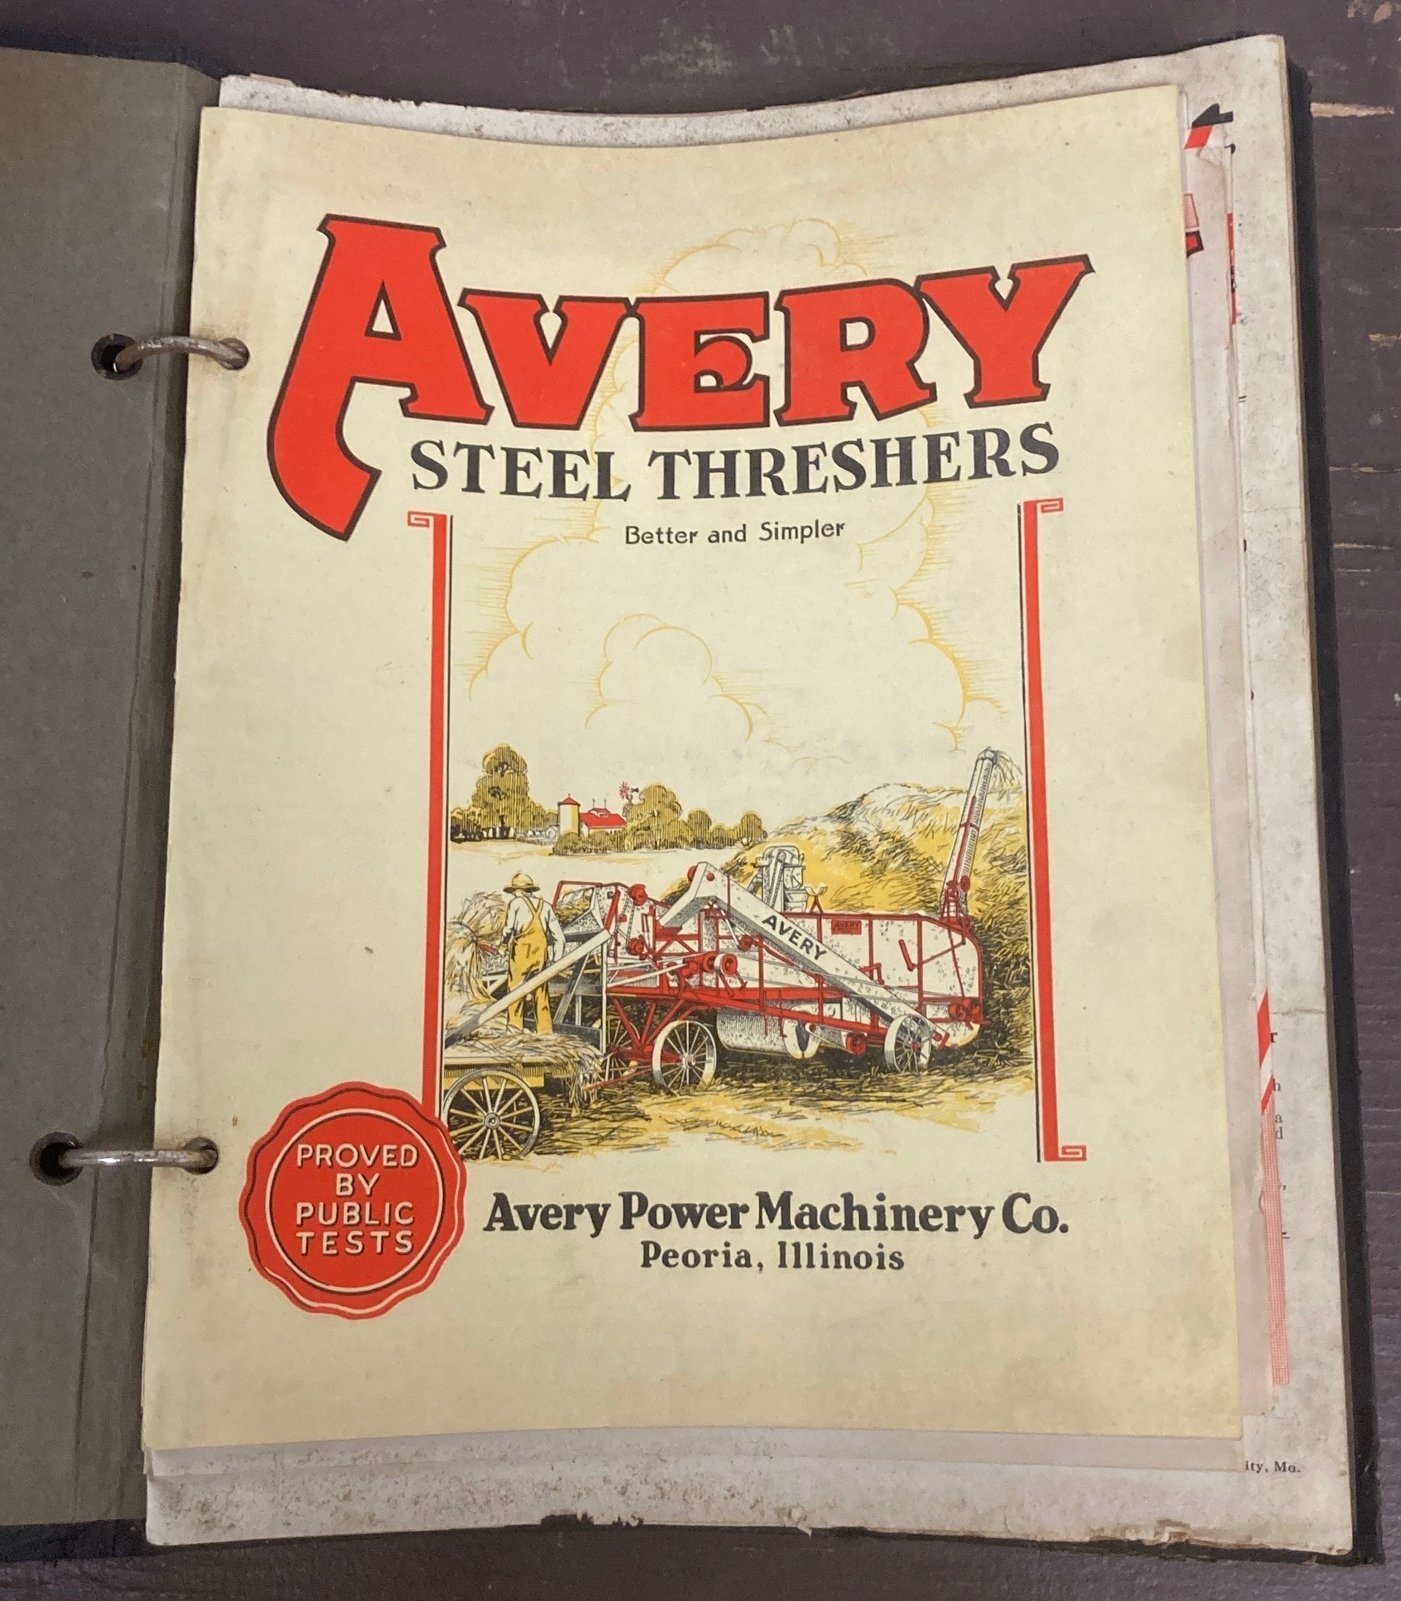 AVERY
STEEL THRESHERS
Better and Simpler
AVERY
AVERY
PROVED
BY
PUBLIC
TESTS
Avery Power Machinery Co.
Peoria, Illinois
ity, Mo.